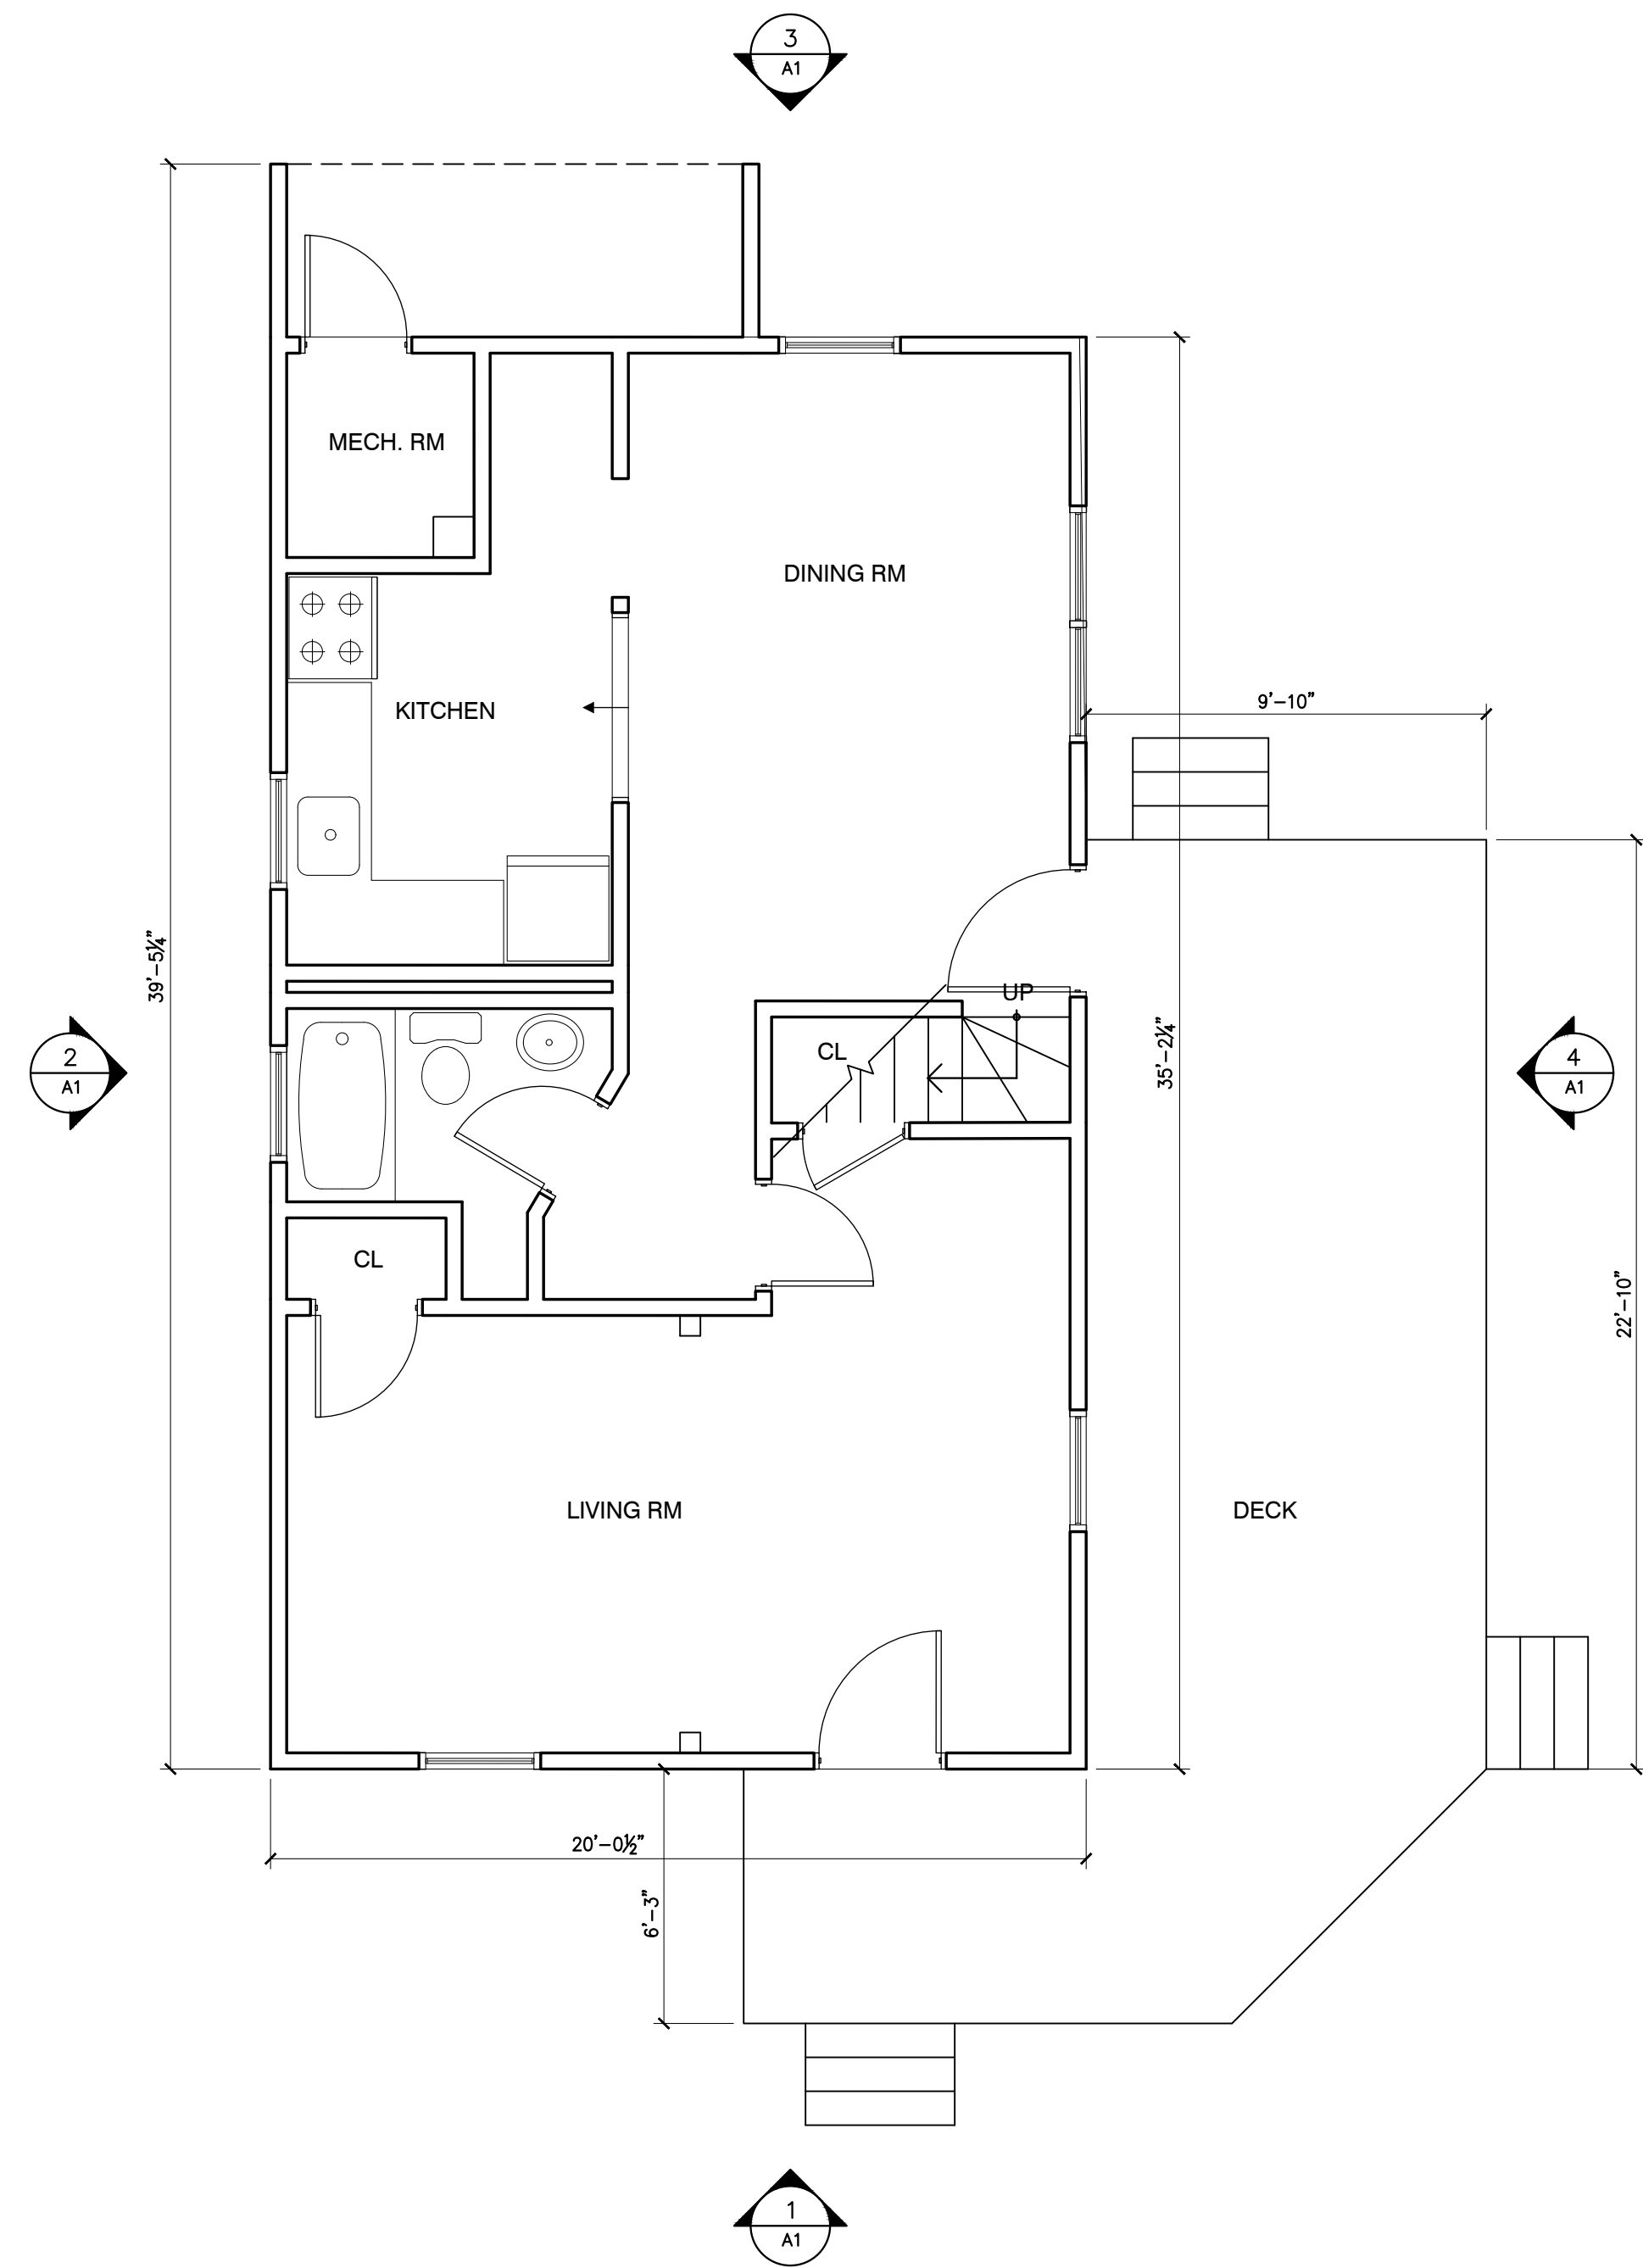 3
A1
MECH. RM
DINING RM
9'-10"
KITCHEN
39'-5¼"
UP
CL
35'-2¼"
2
A1
4
A1
CL
22'-10"
LIVING RM
DECK
20'-0½"
6'-3"
1
A1